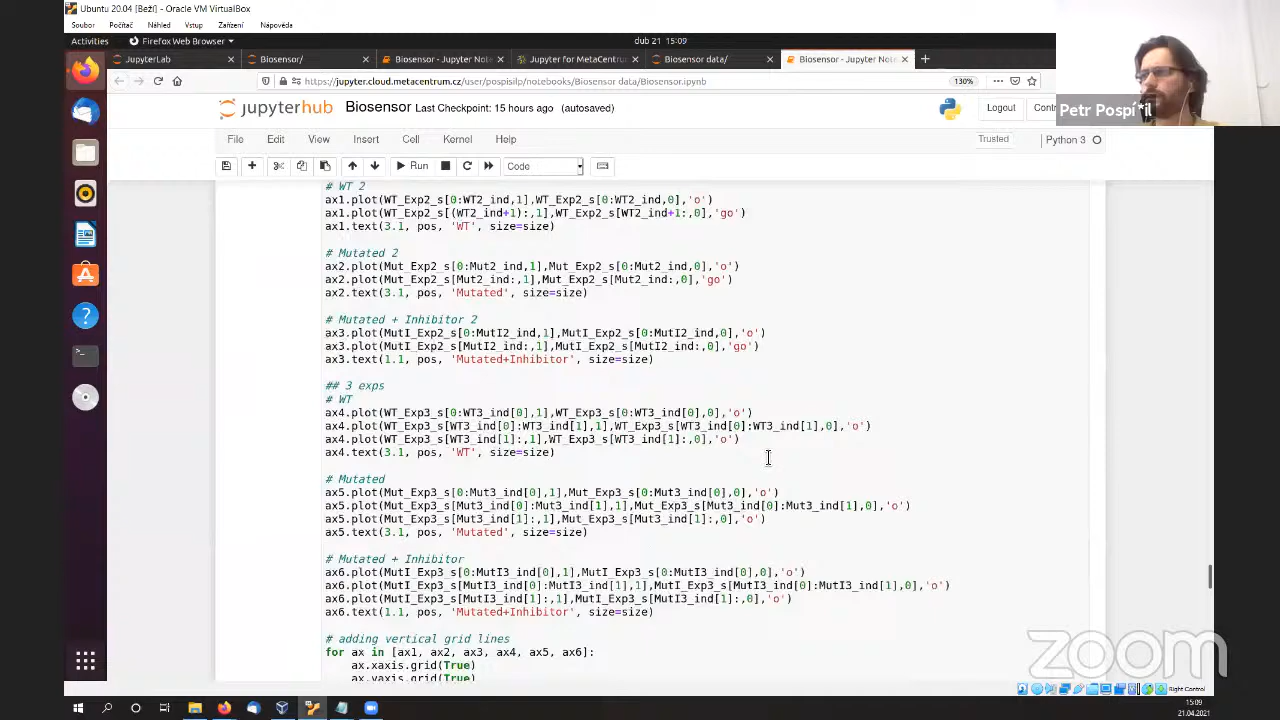 Ubuntu 20.04 [Beží] - Oracle VM VirtualBox
Soubor Počítač Náhled Vstup Zařízení Nápověda
Activities Firefox Web Browser dub 21 15:09
JupyterLab Biosensor/ Biosensor - Jupyter Note Jupyter for MetaCentrum Biosensor data/ Biosensor - Jupyter Note
https://jupyter.cloud.metacentrum.cz/user/pospisilp/notebooks/Biosensor data/Biosensor.ipynb 130%
jupyterhub Biosensor Last Checkpoint: 15 hours ago (autosaved) Logout Contr
Petr Pospí*il
File Edit View Insert Cell Kernel Help Trusted Python 3
Run Code
# WT 2
ax1.plot(WT_Exp2_s[0:WT2_ind,1],WT_Exp2_s[0:WT2_ind,0],'o')
ax1.plot(WT_Exp2_s[(WT2_ind+1):,1],WT_Exp2_s[WT2_ind+1:,0],'go')
ax1.text(3.1, pos, 'WT', size=size)
# Mutated 2
ax2.plot(Mut_Exp2_s[0:Mut2_ind,1],Mut_Exp2_s[0:Mut2_ind,0],'o')
ax2.plot(Mut_Exp2_s[Mut2_ind:,1],Mut_Exp2_s[Mut2_ind:,0],'go')
ax2.text(3.1, pos, 'Mutated', size=size)
# Mutated + Inhibitor 2
ax3.plot(MutI_Exp2_s[0:MutI2_ind,1],MutI_Exp2_s[0:MutI2_ind,0],'o')
ax3.plot(MutI_Exp2_s[MutI2_ind:,1],MutI_Exp2_s[MutI2_ind:,0],'go')
ax3.text(1.1, pos, 'Mutated+Inhibitor', size=size)
## 3 exps
# WT
ax4.plot(WT_Exp3_s[0:WT3_ind[0],1],WT_Exp3_s[0:WT3_ind[0],0],'o')
ax4.plot(WT_Exp3_s[WT3_ind[0]:WT3_ind[1],1],WT_Exp3_s[WT3_ind[0]:WT3_ind[1],0],'o')
ax4.plot(WT_Exp3_s[WT3_ind[1]:,1],WT_Exp3_s[WT3_ind[1]:,0],'o')
ax4.text(3.1, pos, 'WT', size=size)
# Mutated
ax5.plot(Mut_Exp3_s[0:Mut3_ind[0],1],Mut_Exp3_s[0:Mut3_ind[0],0],'o')
ax5.plot(Mut_Exp3_s[Mut3_ind[0]:Mut3_ind[1],1],Mut_Exp3_s[Mut3_ind[0]:Mut3_ind[1],0],'o')
ax5.plot(Mut_Exp3_s[Mut3_ind[1]:,1],Mut_Exp3_s[Mut3_ind[1]:,0],'o')
ax5.text(3.1, pos, 'Mutated', size=size)
# Mutated + Inhibitor
ax6.plot(MutI_Exp3_s[0:MutI3_ind[0],1],MutI_Exp3_s[0:MutI3_ind[0],0],'o')
ax6.plot(MutI_Exp3_s[MutI3_ind[0]:MutI3_ind[1],1],MutI_Exp3_s[MutI3_ind[0]:MutI3_ind[1],0],'o')
ax6.plot(MutI_Exp3_s[MutI3_ind[1]:,1],MutI_Exp3_s[MutI3_ind[1]:,0],'o')
ax6.text(1.1, pos, 'Mutated+Inhibitor', size=size)
# adding vertical grid lines
for ax in [ax1, ax2, ax3, ax4, ax5, ax6]:
ax.xaxis.grid(True)
ax.yaxis.grid(True)
zoom
Right Control
15:09
21.04.2021